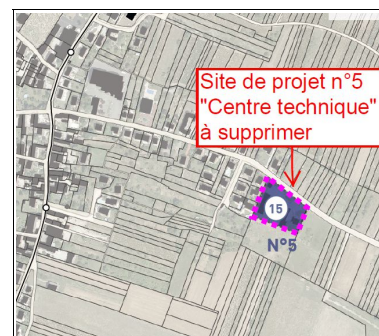 Site de projet n°5
"Centre technique"
à supprimer
15
N°5